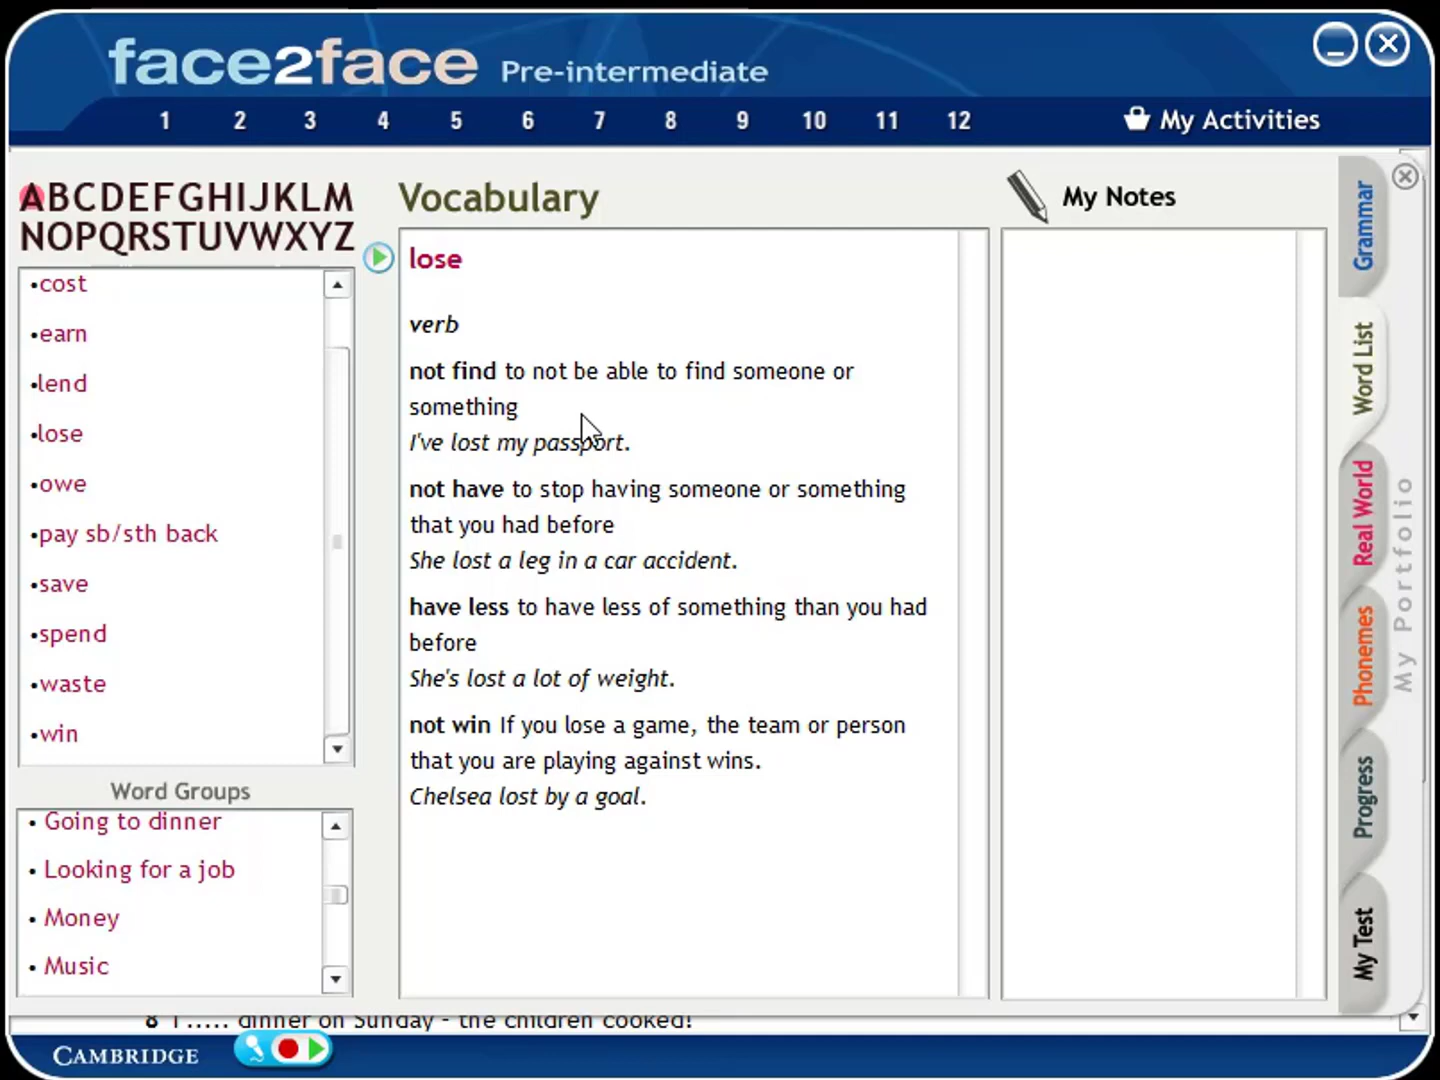 face2face Pre-intermediate
1 2 3 4 5 6 7 8 9 10 11 12 My Activities
ABCDEFGHIJKLM
NOPQRSTUVWXYZ
•cost
•earn
•lend
•lose
•owe
•pay sb/sth back
•save
•spend
•waste
•win
Word Groups
• Going to dinner
• Looking for a job
• Money
• Music
Vocabulary
lose
verb
not find to not be able to find someone or
something
I've lost my passport.
not have to stop having someone or something
that you had before
She lost a leg in a car accident.
have less to have less of something than you had
before
She's lost a lot of weight.
not win If you lose a game, the team or person
that you are playing against wins.
Chelsea lost by a goal.
My Notes
Grammar
Word List
Real World
Phonemes
Progress
My Test
My Portfolio
8 I ..... dinner on Sunday – the children cooked!
CAMBRIDGE